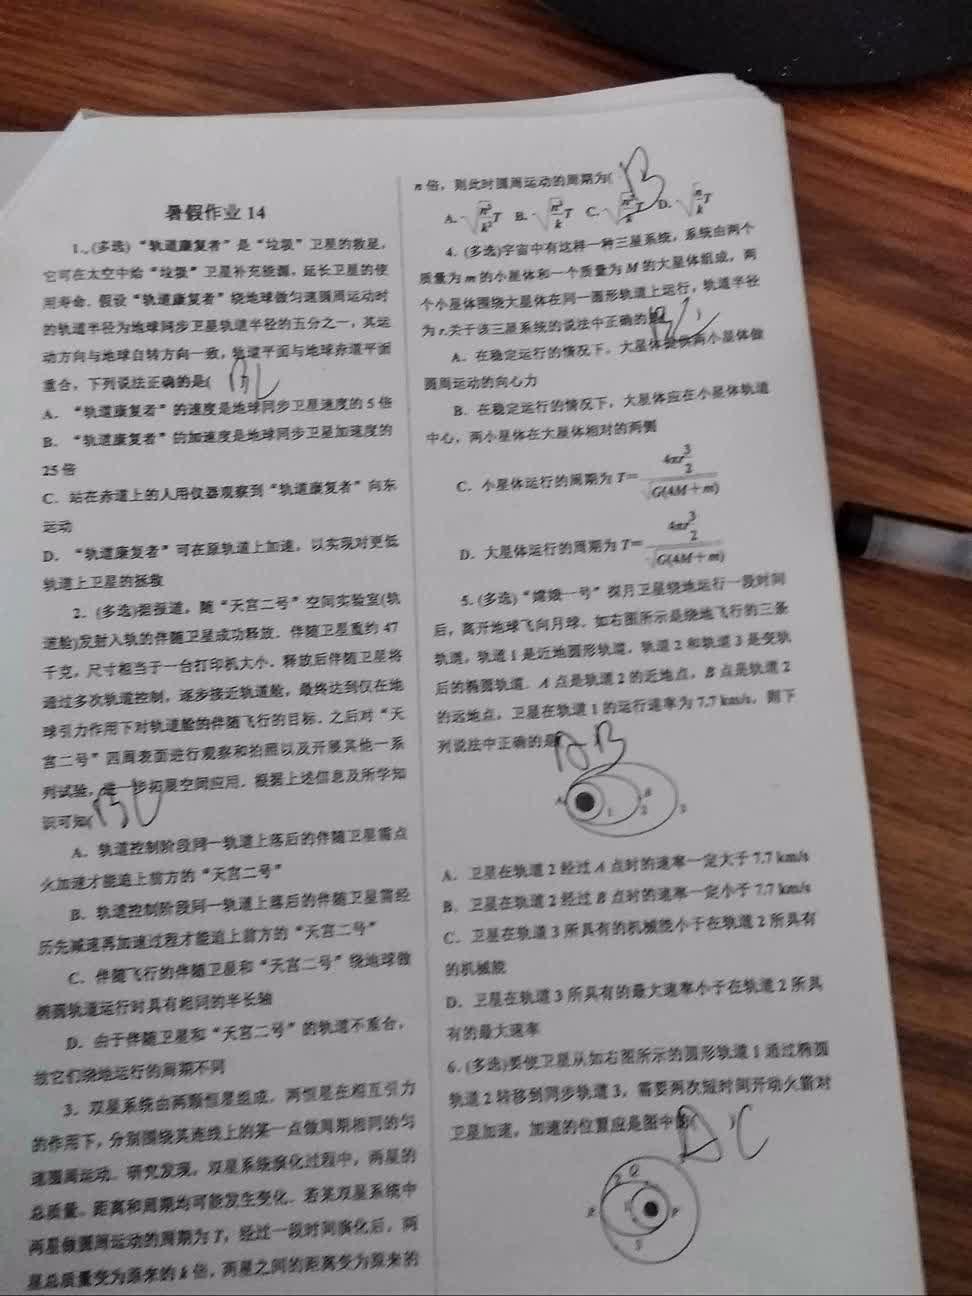 暑假作业 14
1.,(多选)“轨道康复者”是“垃圾”卫星的救星,
它可在太空中给“垃圾”卫星补充能源,延长卫星的使
用寿命.假设“轨道康复者”绕地球做匀速圆周运动时
的轨道半径为地球同步卫星轨道半径的五分之一,其运
动方向与地球自转方向一致,轨道平面与地球赤道平面
重合,下列说法正确的是( BC
A.“轨道康复者”的速度是地球同步卫星速度的 5 倍
B.“轨道康复者”的加速度是地球同步卫星加速度的
25 倍
C.站在赤道上的人用仪器观察到“轨道康复者”向东
运动
D.“轨道康复者”可在原轨道上加速,以实现对更低
轨道上卫星的拯救
2.(多选)据报道,随“天宫二号”空间实验室(轨
道舱)发射入轨的伴随卫星成功释放.伴随卫星重约 47
千克,尺寸相当于一台打印机大小.释放后伴随卫星将
通过多次轨道控制,逐步接近轨道舱,最终达到仅在地
球引力作用下对轨道舱的伴随飞行的目标.之后对“天
宫二号”四周表面进行观察和拍照以及开展其他一系
列试验,进一步拓展空间应用.根据上述信息及所学知
识可知( BC
A.轨道控制阶段同一轨道上落后的伴随卫星需点
火加速才能追上前方的“天宫二号”
B.轨道控制阶段同一轨道上落后的伴随卫星需经
历先减速再加速过程才能追上前方的“天宫二号”
C.伴随飞行的伴随卫星和“天宫二号”绕地球做
椭圆轨道运行时具有相同的半长轴
D.由于伴随卫星和“天宫二号”的轨道不重合,
故它们绕地运行的周期不同
3.双星系统由两颗恒星组成,两恒星在相互引力
的作用下,分别围绕其连线上的某一点做周期相同的匀
速圆周运动.研究发现,双星系统演化过程中,两星的
总质量、距离和周期均可能发生变化.若某双星系统中
两星做圆周运动的周期为 T,经过一段时间演化后,两
星总质量变为原来的 k 倍,两星之间的距离变为原来的
n 倍,则此时圆周运动的周期为( B
A.√(n³/k²)T B.√(n³/k)T C.√(n²/k)T D.√(n/k)T
4.(多选)宇宙中有这样一种三星系统,系统由两个
质量为 m 的小星体和一个质量为 M 的大星体组成,两
个小星体围绕大星体在同一圆形轨道上运行,轨道半径
为 r.关于该三星系统的说法中正确的是( BC )
A.在稳定运行的情况下,大星体提供两小星体做
圆周运动的向心力
B.在稳定运行的情况下,大星体应在小星体轨道
中心,两小星体在大星体相对的两侧
C.小星体运行的周期为 T=4πr^(3/2)/√G(4M+m)
D.大星体运行的周期为 T=4πr^(3/2)/√G(4M+m)
5.(多选)“嫦娥一号”探月卫星绕地运行一段时间
后,离开地球飞向月球.如右图所示是绕地飞行的三条
轨道,轨道 1 是近地圆形轨道,轨道 2 和轨道 3 是变轨
后的椭圆轨道.A 点是轨道 2 的近地点,B 点是轨道 2
的远地点,卫星在轨道 1 的运行速率为 7.7 km/s,则下
列说法中正确的是 AB
A 1 B 2 3
A.卫星在轨道 2 经过 A 点时的速率一定大于 7.7 km/s
B.卫星在轨道 2 经过 B 点时的速率一定小于 7.7 km/s
C.卫星在轨道 3 所具有的机械能小于在轨道 2 所具有
的机械能
D.卫星在轨道 3 所具有的最大速率小于在轨道 2 所具
有的最大速率
6.(多选)要使卫星从如右图所示的圆形轨道 1 通过椭圆
轨道 2 转移到同步轨道 3,需要两次短时间开动火箭对
卫星加速,加速的位置应是图中的( AC
2 Q
R 1 P
3